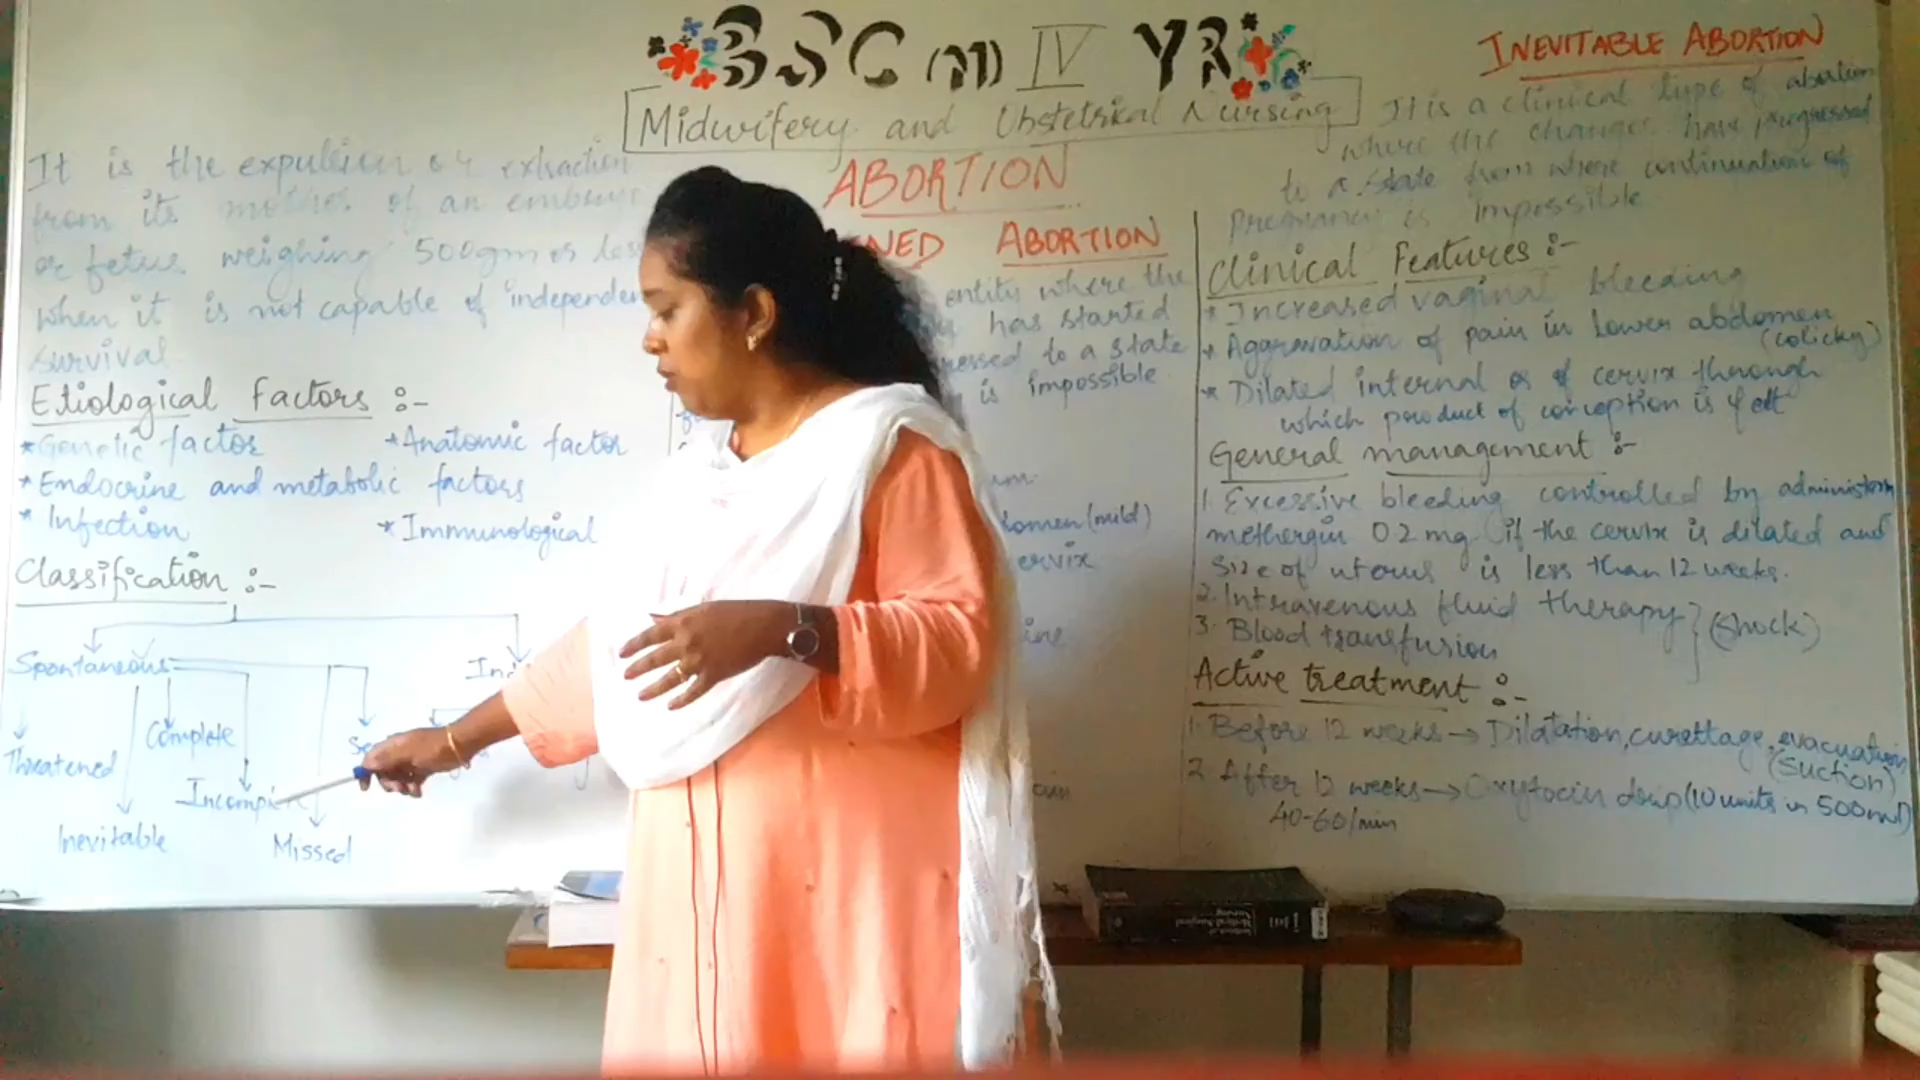 BSC (N) IV YR
Midwifery and Obstetrical Nursing
ABORTION
It is the expulsion or extraction
from its mother of an embryo
or fetus weighing 500gm or less
when it is not capable of independen
survival
Etiological Factors :-
*Genetic factor *Anatomic factor
*Endocrine and metabolic factors
* Infection *Immunological
Classification :-
Spontaneous
Threatened
Inevitable
Complete
Missed
NED ABORTION
entity where the
has started
ressed to a state
is impossible
domen (mild)
ervix
INEVITABLE ABORTION
It is a clinical type of abortion
where the changes have progressed
to a state from where continuation of
pregnancy is impossible
Clinical Features :-
* Increased vaginal bleeding
* Aggravation of pain in lower abdomen
(colicky)
* Dilated internal os of cervix through
which product of conception is felt
General management :-
1. Excessive bleeding controlled by administern
methergin 0.2 mg if the cervix is dilated and
size of uterus is less than 12 weeks.
2. Intravenous fluid therapy } (shock)
3. Blood transfusion
Active treatment :-
1. Before 12 weeks → Dilatation, curettage, evacuation
(suction)
2. After 12 weeks → Oxytocin drip (10 units in 500ml)
40-60/min